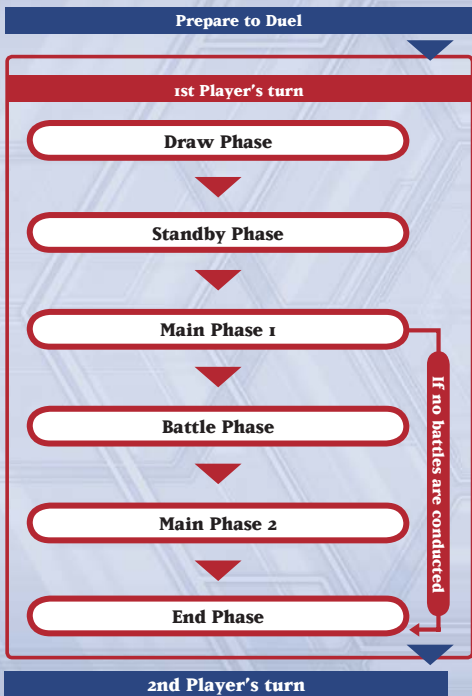 Prepare to Duel
1st Player's turn
Draw Phase
Standby Phase
Main Phase 1
If no battles are conducted
Battle Phase
Main Phase 2
End Phase
2nd Player's turn